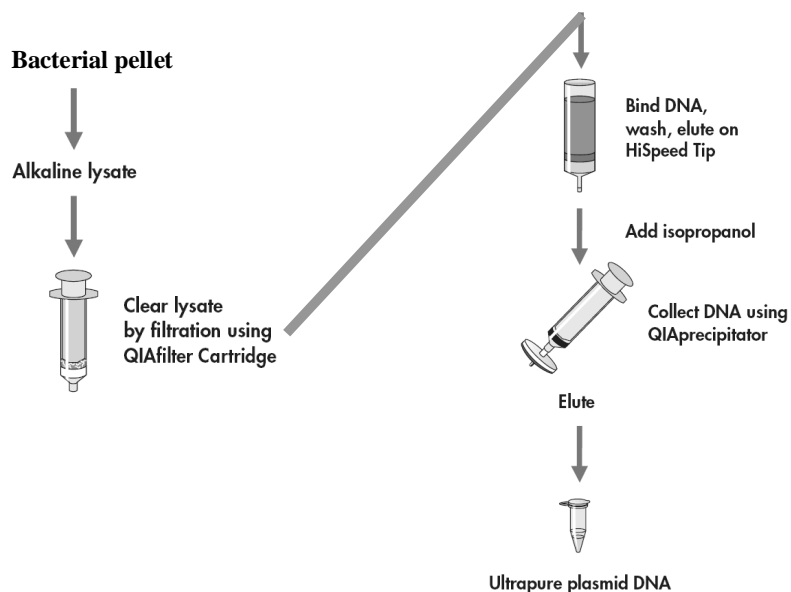 Bacterial pellet
Alkaline lysate
Clear lysate
by filtration using
QIAfilter Cartridge
Bind DNA,
wash, elute on
HiSpeed Tip
Add isopropanol
Collect DNA using
QIAprecipitator
Elute
Ultrapure plasmid DNA